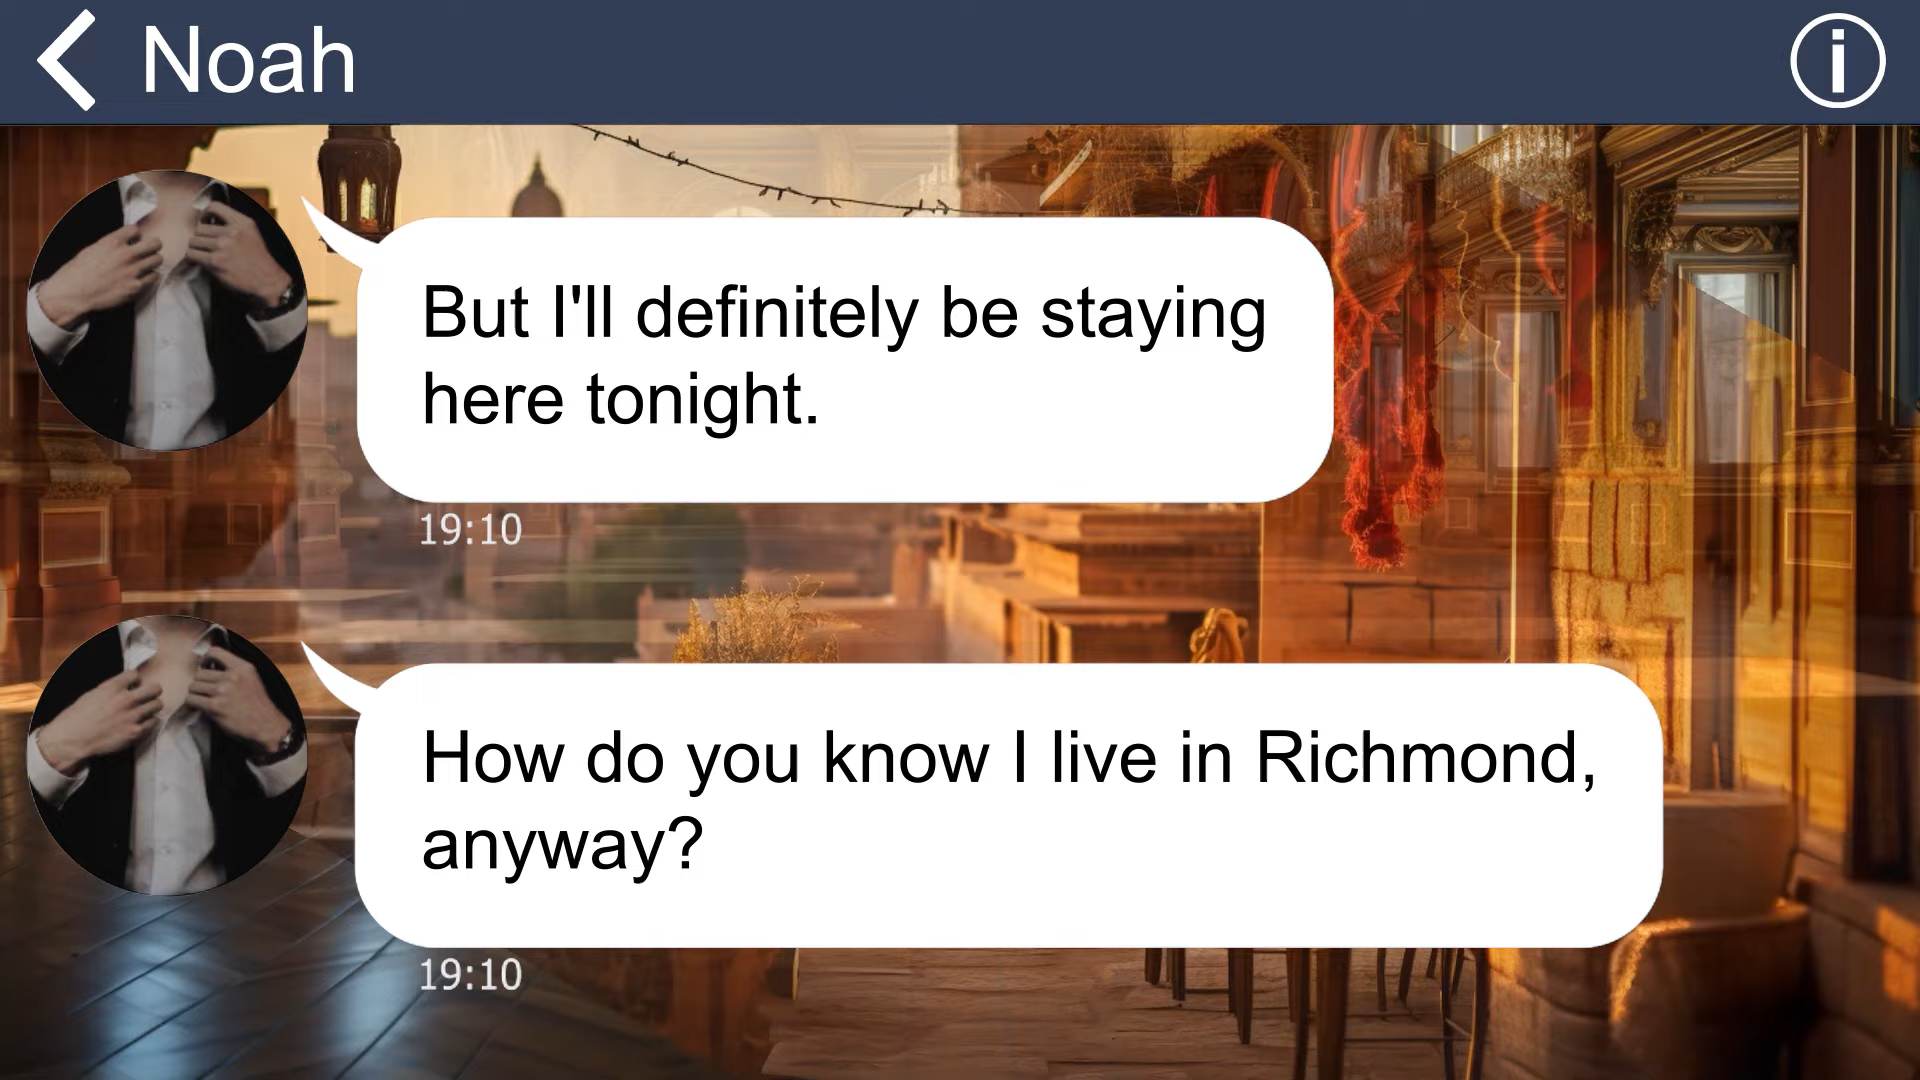 Noah
But I'll definitely be staying
here tonight.
19:10
How do you know I live in Richmond,
anyway?
19:10